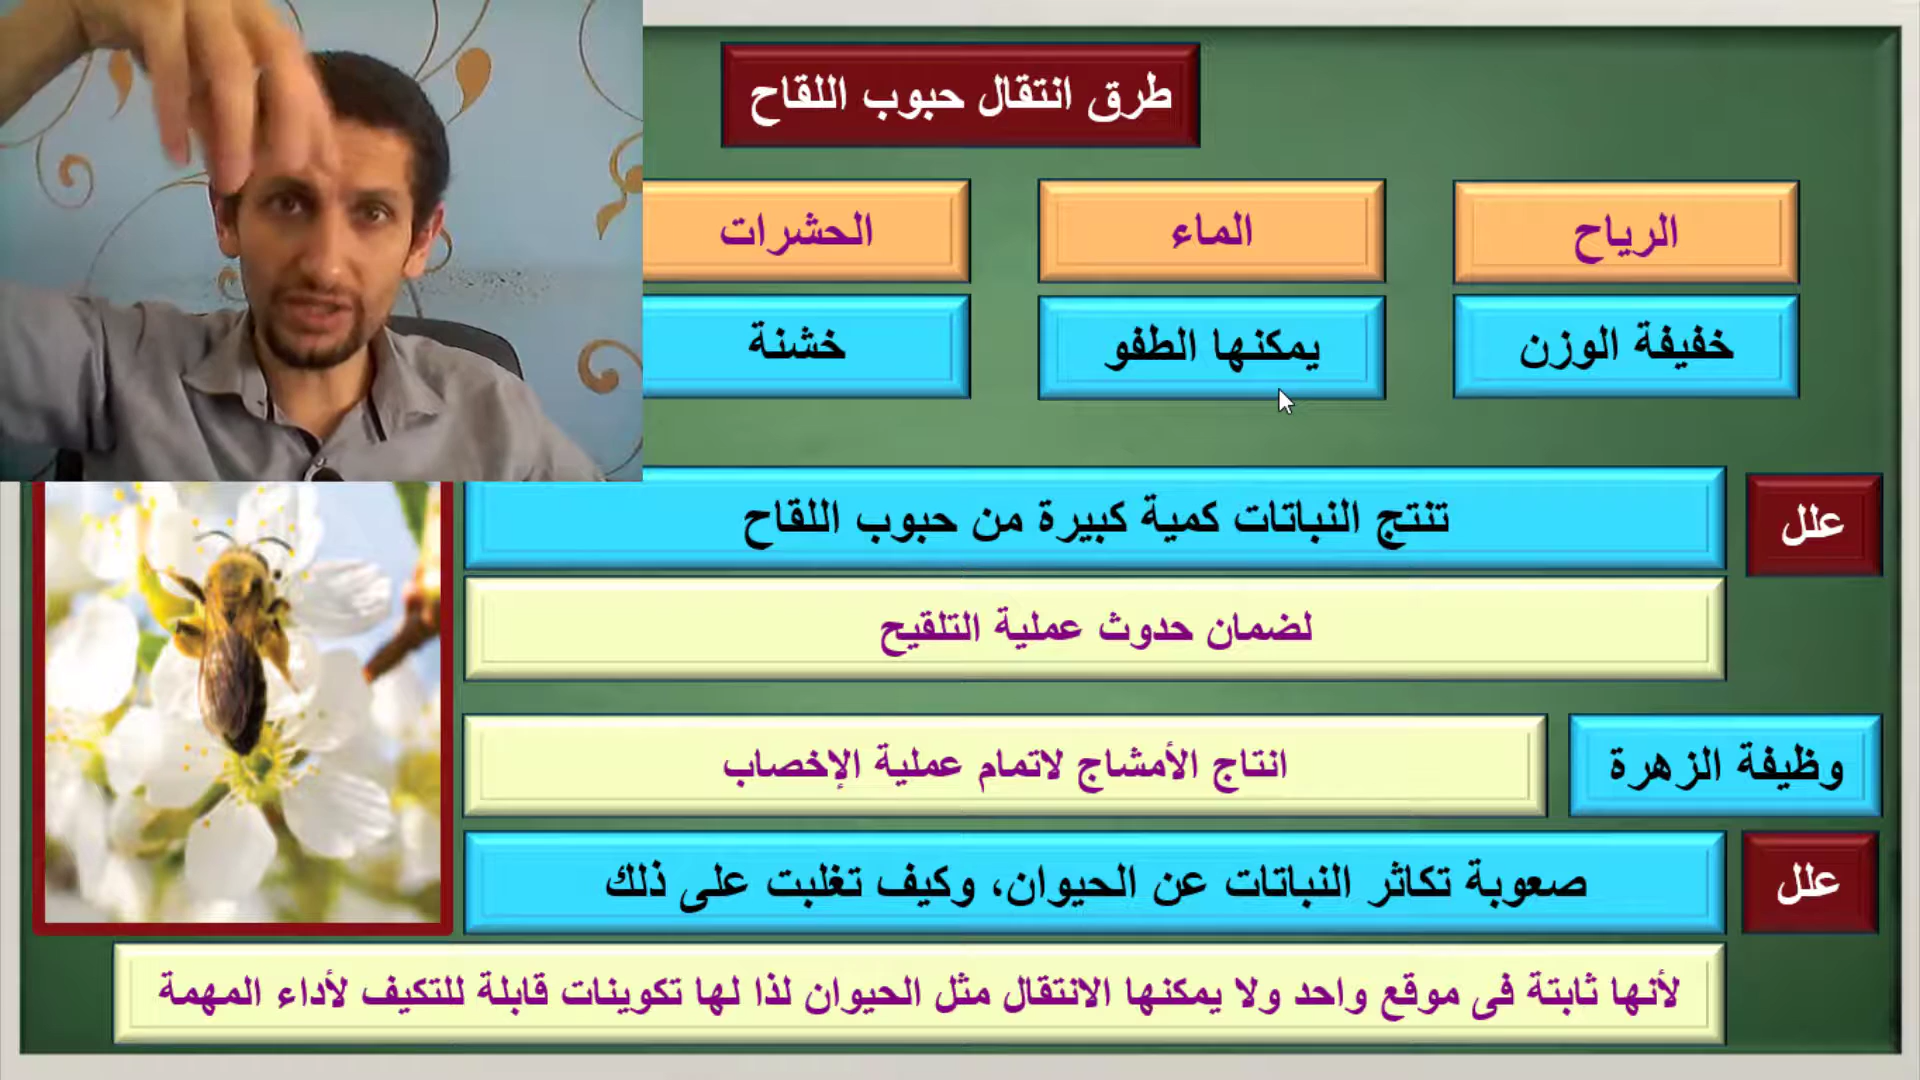 طرق انتقال حبوب اللقاح
الرياح
الماء
الحشرات
خفيفة الوزن
يمكنها الطفو
خشنة
علل
تنتج النباتات كمية كبيرة من حبوب اللقاح
لضمان حدوث عملية التلقيح
وظيفة الزهرة
انتاج الأمشاج لاتمام عملية الإخصاب
علل
صعوبة تكاثر النباتات عن الحيوان، وكيف تغلبت على ذلك
لأنها ثابتة فى موقع واحد ولا يمكنها الانتقال مثل الحيوان لذا لها تكوينات قابلة للتكيف لأداء المهمة